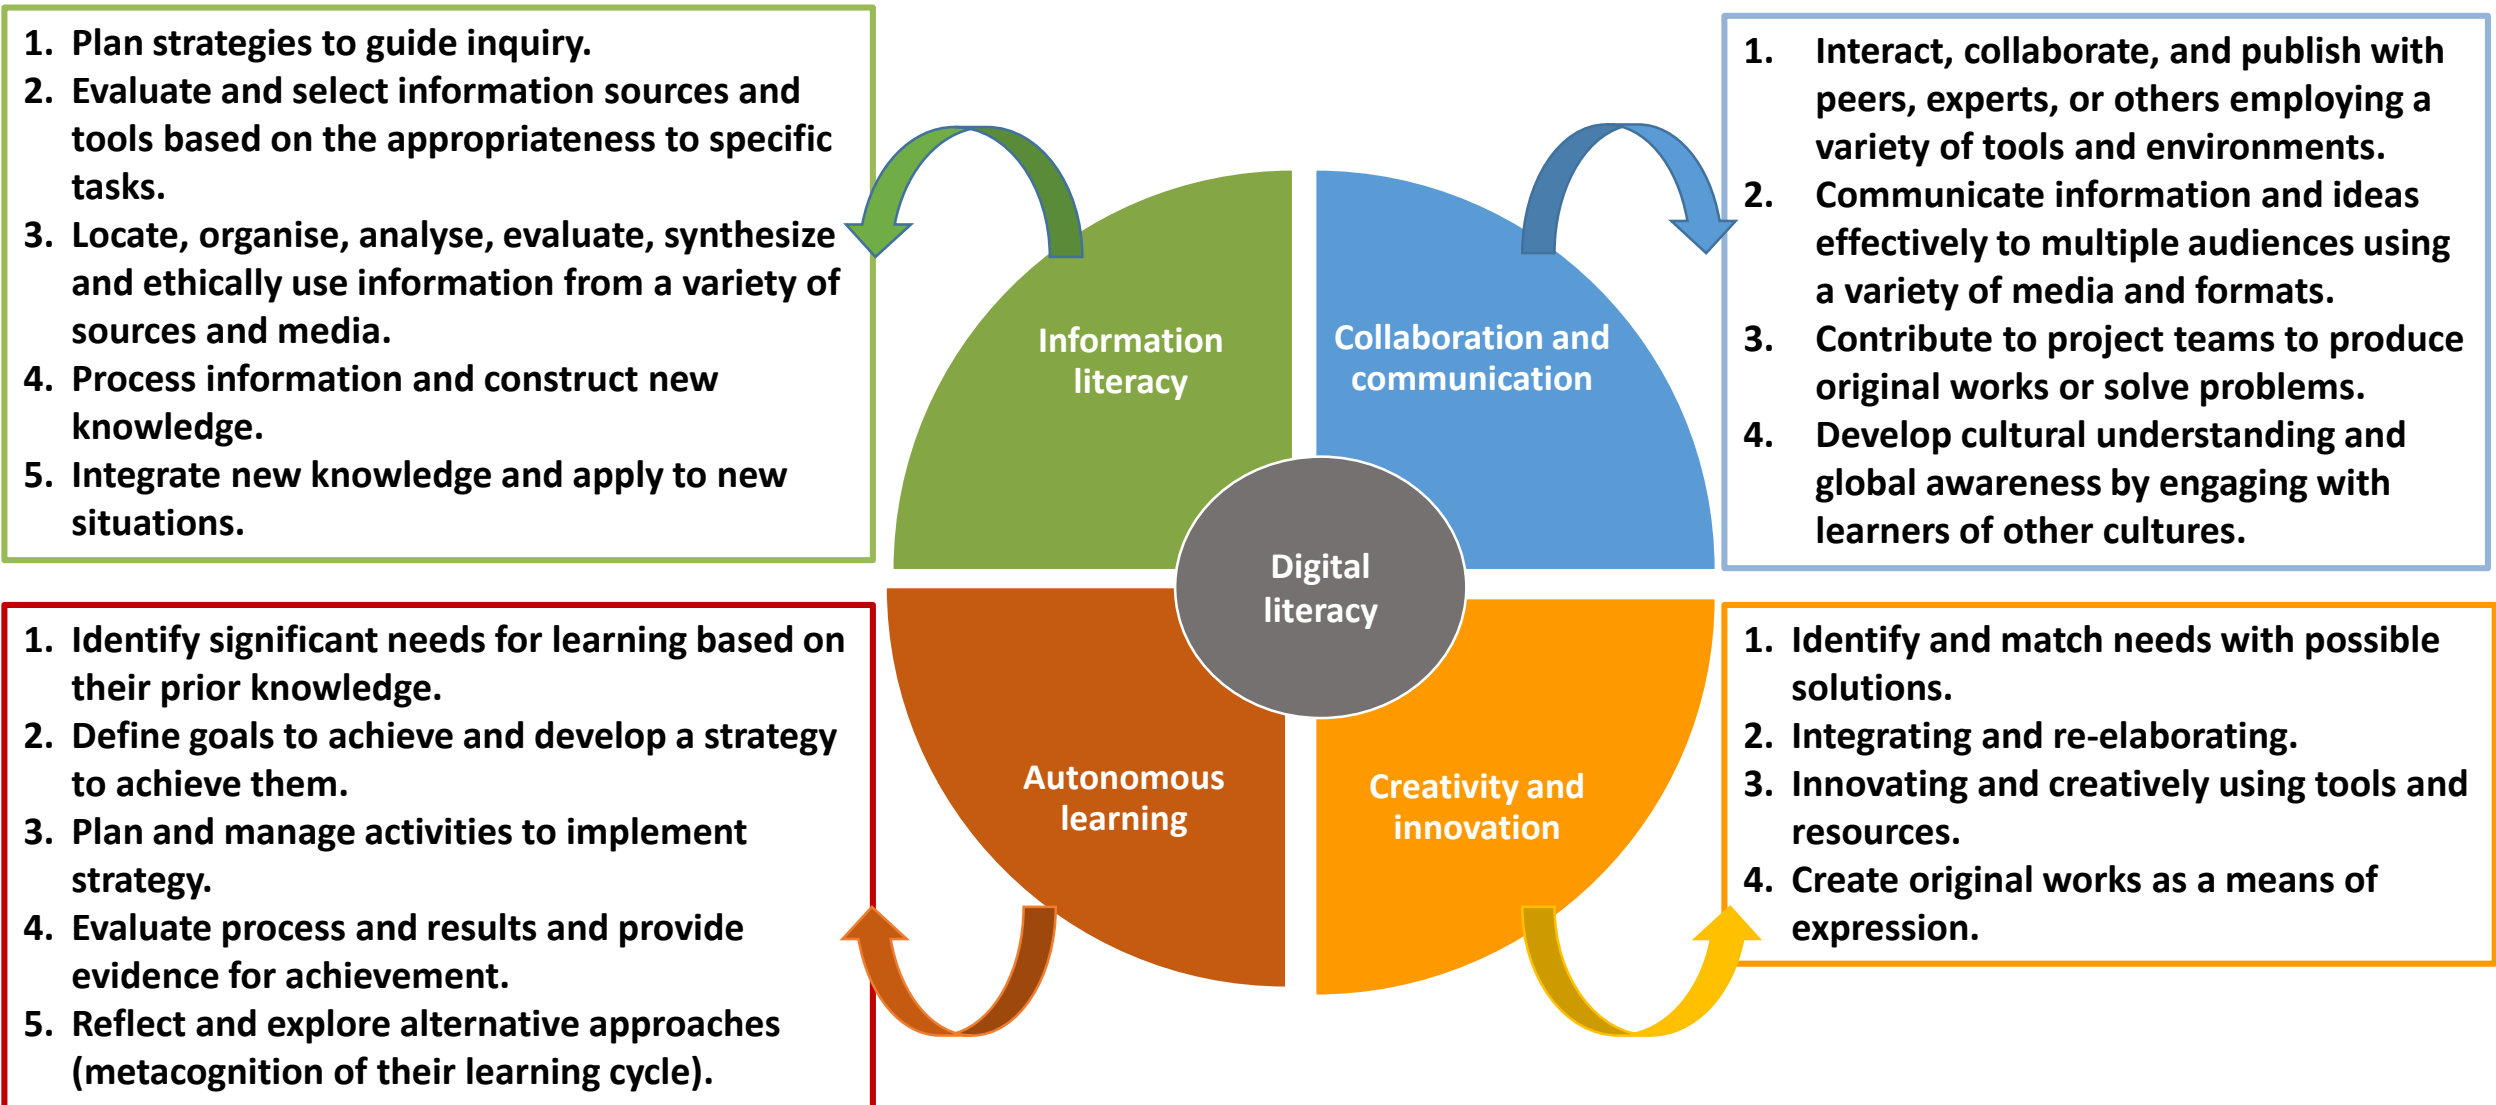 1. Plan strategies to guide inquiry.
2. Evaluate and select information sources and
tools based on the appropriateness to specific
tasks.
3. Locate, organise, analyse, evaluate, synthesize
and ethically use information from a variety of
sources and media.
4. Process information and construct new
knowledge.
5. Integrate new knowledge and apply to new
situations.
1. Interact, collaborate, and publish with
peers, experts, or others employing a
variety of tools and environments.
2. Communicate information and ideas
effectively to multiple audiences using
a variety of media and formats.
3. Contribute to project teams to produce
original works or solve problems.
4. Develop cultural understanding and
global awareness by engaging with
learners of other cultures.
Information
literacy
Collaboration and
communication
Digital
literacy
Autonomous
learning
Creativity and
innovation
1. Identify significant needs for learning based on
their prior knowledge.
2. Define goals to achieve and develop a strategy
to achieve them.
3. Plan and manage activities to implement
strategy.
4. Evaluate process and results and provide
evidence for achievement.
5. Reflect and explore alternative approaches
(metacognition of their learning cycle).
1. Identify and match needs with possible
solutions.
2. Integrating and re-elaborating.
3. Innovating and creatively using tools and
resources.
4. Create original works as a means of
expression.